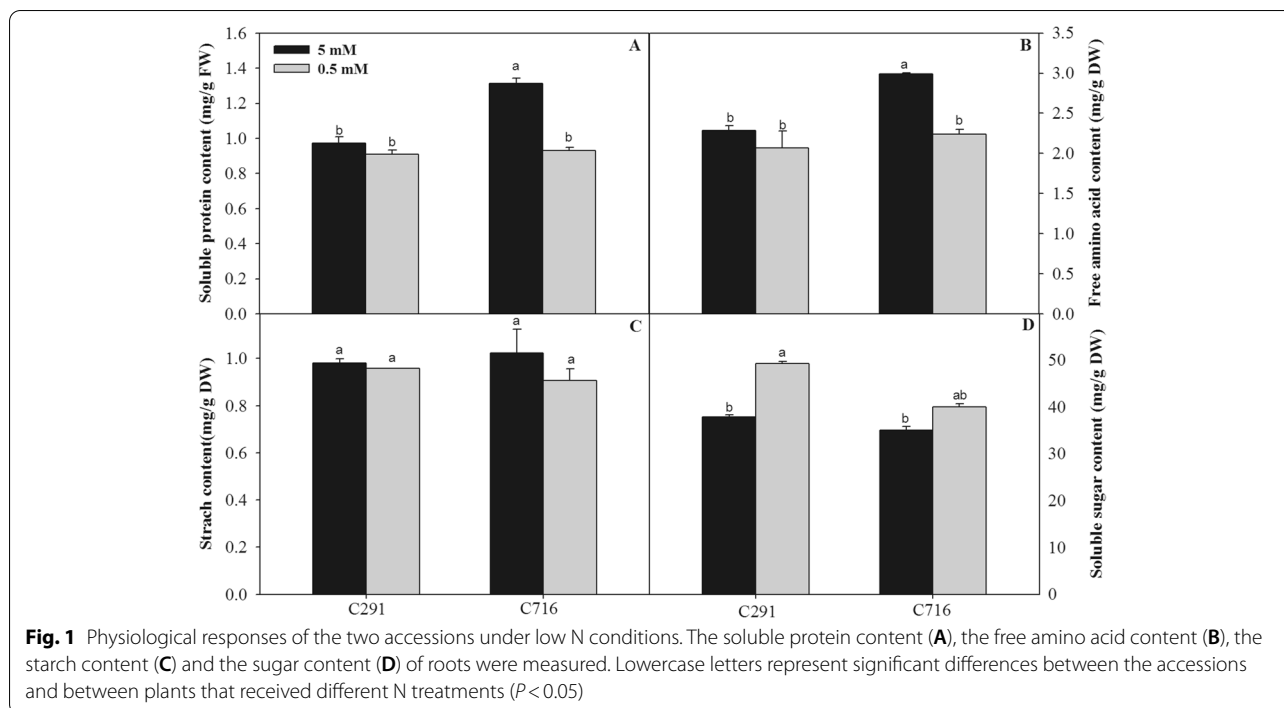 Soluble protein content (mg/g FW)
1.6
1.4
1.2
1.0
0.8
0.6
0.4
0.2
0.0
5 mM
0.5 mM
A
b
b
a
b
B
b
b
a
b
3.5
3.0
2.5
2.0
1.5
1.0
0.5
0.0
Free amino acid content (mg/g DW)
Strach content(mg/g DW)
1.0
0.8
0.6
0.4
0.2
0.0
C
a
a
a
a
C291
C716
D
b
a
b
ab
C291
C716
50
40
30
20
10
0
Soluble sugar content (mg/g DW)
Fig. 1 Physiological responses of the two accessions under low N conditions. The soluble protein content (A), the free amino acid content (B), the
starch content (C) and the sugar content (D) of roots were measured. Lowercase letters represent significant differences between the accessions
and between plants that received different N treatments (P < 0.05)